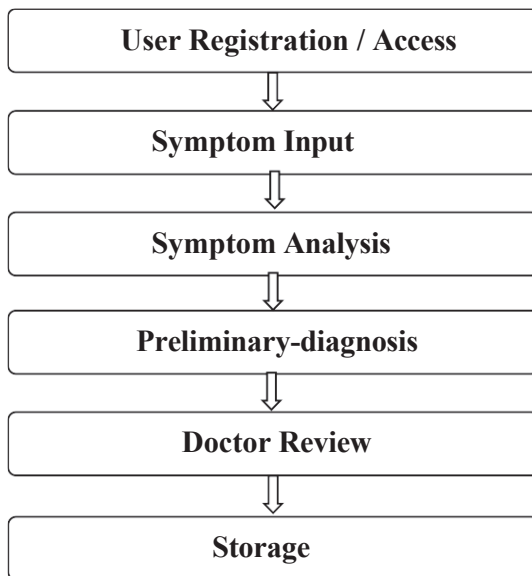 User Registration / Access
Symptom Input
Symptom Analysis
Preliminary-diagnosis
Doctor Review
Storage